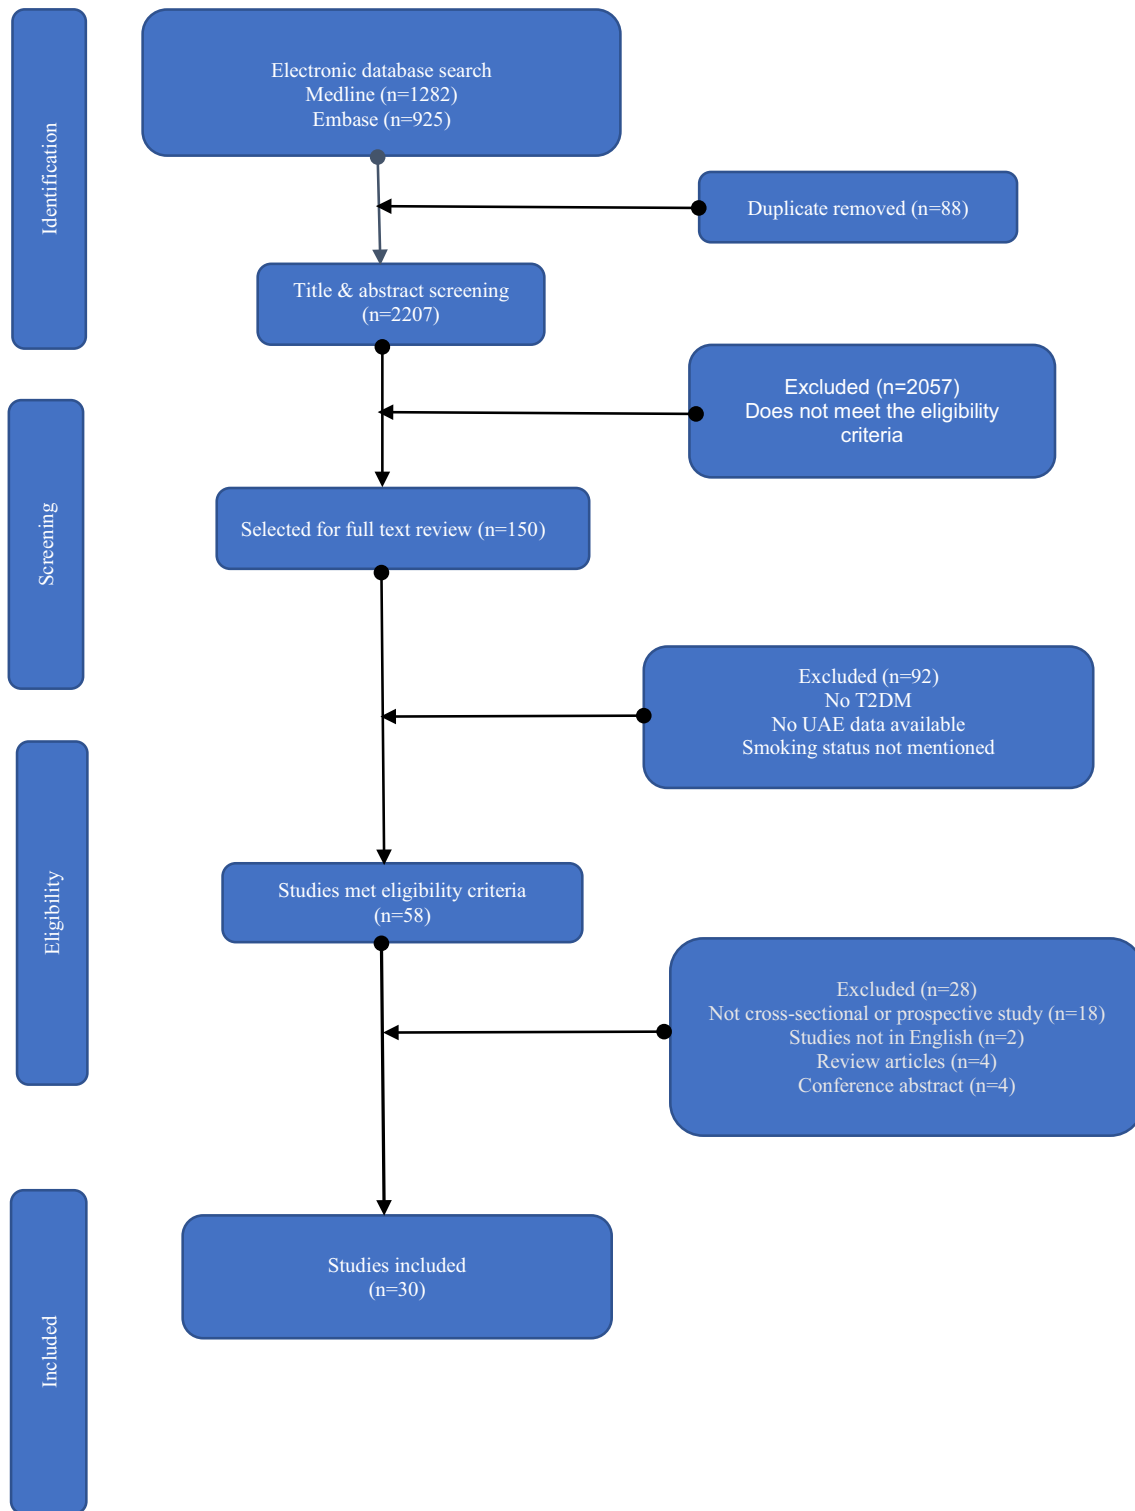 Identification
Electronic database search
Medline (n=1282)
Embase (n=925)
Duplicate removed (n=88)
Title & abstract screening
(n=2207)
Excluded (n=2057)
Does not meet the eligibility
criteria
Screening
Selected for full text review (n=150)
Excluded (n=92)
No T2DM
No UAE data available
Smoking status not mentioned
Eligibility
Studies met eligibility criteria
(n=58)
Excluded (n=28)
Not cross-sectional or prospective study (n=18)
Studies not in English (n=2)
Review articles (n=4)
Conference abstract (n=4)
Included
Studies included
(n=30)